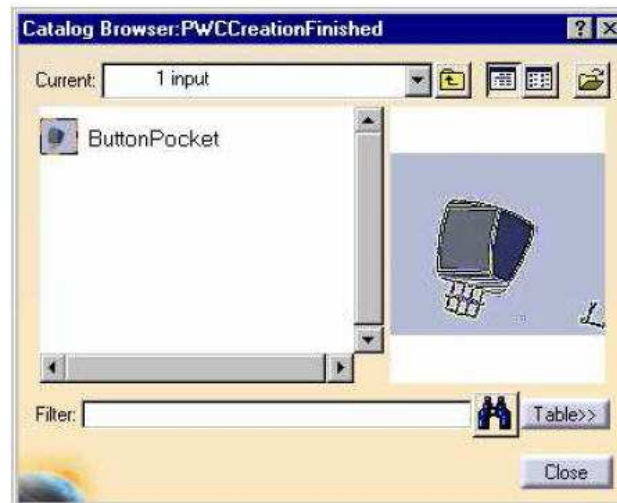 Catalog Browser:PWCCreationFinished
Current: 1 input
ButtonPocket
Filter: Table>>
Close